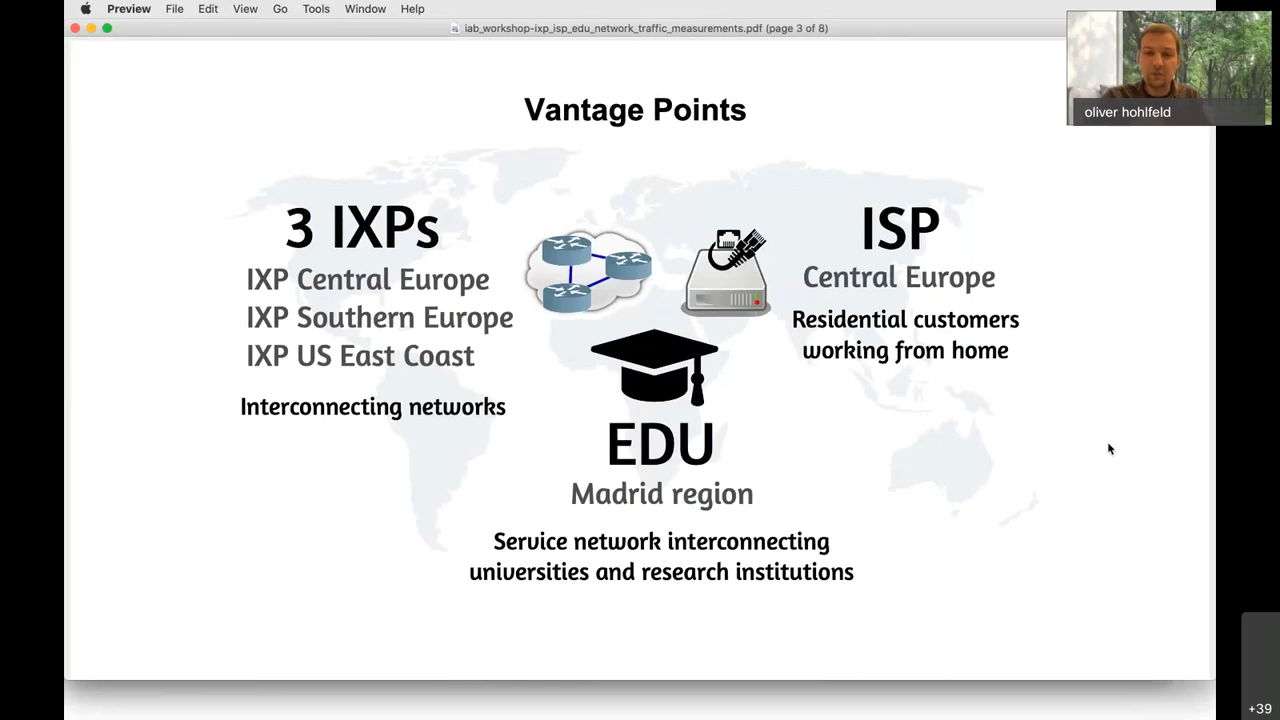 Preview File Edit View Go Tools Window Help
iab_workshop-ixp_isp_edu_network_traffic_measurements.pdf (page 3 of 8)
oliver hohlfeld
Vantage Points
3 IXPs
IXP Central Europe
IXP Southern Europe
IXP US East Coast
Interconnecting networks
ISP
Central Europe
Residential customers
working from home
EDU
Madrid region
Service network interconnecting
universities and research institutions
+39